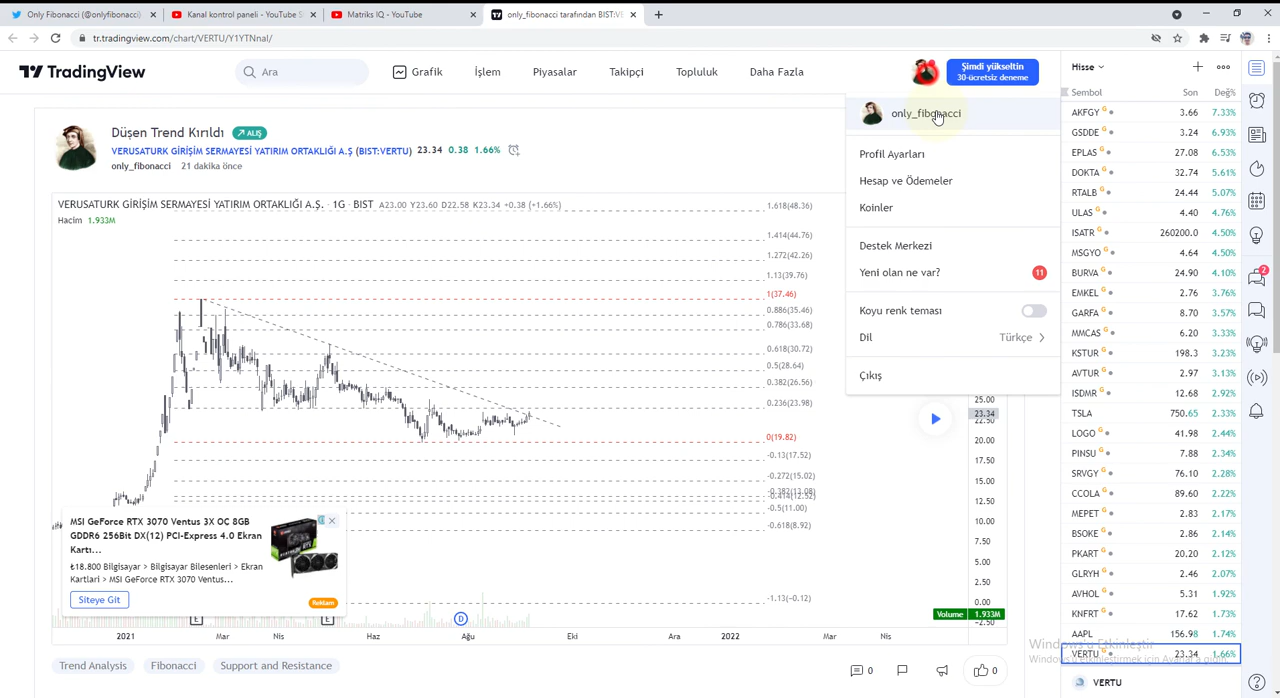 Only Fibonacci (@onlyfibonacci)
Kanal kontrol paneli - YouTube S
Matriks IQ - YouTube
only_fibonacci tarafından BIST:VE
tr.tradingview.com/chart/VERTU/Y1YTNnal/
TradingView
Ara
Grafik
İşlem
Piyasalar
Takipçi
Topluluk
Daha Fazla
Şimdi yükseltin
30-ücretsiz deneme
only_fibonacci
Profil Ayarları
Hesap ve Ödemeler
Koinler
Destek Merkezi
Yeni olan ne var? 11
Koyu renk teması
Dil Türkçe
Çıkış
Düşen Trend Kırıldı ALIŞ
VERUSATURK GİRİŞİM SERMAYESİ YATIRIM ORTAKLIĞI A.Ş (BIST:VERTU) 23.34 0.38 1.66%
only_fibonacci 21 dakika önce
VERUSATURK GİRİŞİM SERMAYESİ YATIRIM ORTAKLIĞI A.Ş. · 1G · BIST A23.00 Y23.60 D22.58 K23.34 +0.38 (+1.66%)
Hacim 1.933M
1.618(48.36)
1.414(44.76)
1.272(42.26)
1.13(39.76)
1(37.46)
0.886(35.46)
0.786(33.68)
0.618(30.72)
0.5(28.64)
0.382(26.56)
0.236(23.98)
0(19.82)
-0.13(17.52)
-0.272(15.02)
-0.5(11.00)
-0.618(8.92)
-1.13(−0.12)
25.00
23.34
22.50
20.00
17.50
15.00
12.50
10.00
7.50
5.00
2.50
0.00
−2.50
Volume 1.933M
MSI GeForce RTX 3070 Ventus 3X OC 8GB
GDDR6 256Bit DX(12) PCI-Express 4.0 Ekran
Kartı...
₺18.800 Bilgisayar > Bilgisayar Bilesenleri > Ekran
Kartlari > MSI GeForce RTX 3070 Ventus...
Siteye Git
Reklam
E
E
D
2021 Mar Nis Haz Ağu Eki Ara 2022 Mar Nis
Trend Analysis
Fibonacci
Support and Resistance
0
0
Hisse
Sembol Son Değ%
AKFGY G 3.66 7.33%
GSDDE G 3.24 6.93%
EPLAS G 27.08 6.53%
DOKTA G 32.74 5.61%
RTALB G 24.44 5.07%
ULAS G 4.40 4.76%
ISATR G 260200.0 4.50%
MSGYO G 4.64 4.50%
BURVA G 24.90 4.10%
EMKEL G 2.76 3.76%
GARFA G 8.70 3.57%
MMCAS G 6.20 3.33%
KSTUR G 198.3 3.23%
AVTUR G 2.97 3.13%
ISDMR G 12.68 2.92%
TSLA 750.65 2.33%
LOGO G 41.98 2.44%
PINSU G 7.88 2.34%
SRVGY G 76.10 2.28%
CCOLA G 89.60 2.22%
MEPET G 2.83 2.17%
BSOKE G 2.86 2.14%
PKART G 20.20 2.12%
GLRYH G 2.46 2.07%
AVHOL G 5.31 1.92%
KNFRT G 17.62 1.73%
AAPL 156.98 1.74%
VERTU G 23.34 1.66%
Windows'u Etkinleştir
Windows'u etkinleştirmek için Ayarlar'a gidin.
VERTU
2